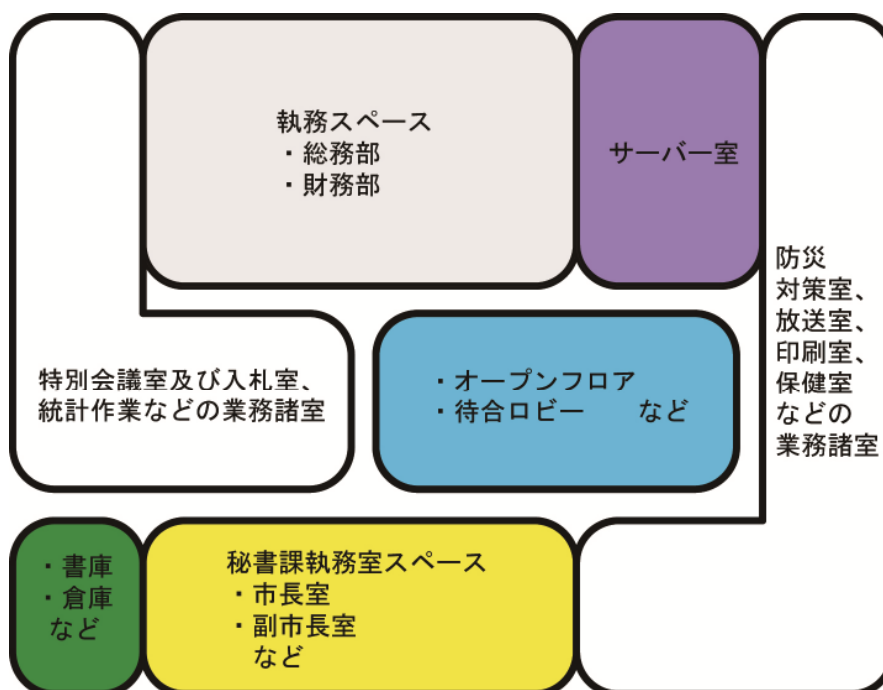 執務スペース
・総務部
・財務部
サーバー室
防災
対策室、
放送室、
印刷室、
保健室
などの
業務諸室
特別会議室及び入札室、
統計作業などの業務諸室
・オープンフロア
・待合ロビー　など
・書庫
・倉庫
など
秘書課執務室スペース
・市長室
・副市長室
など